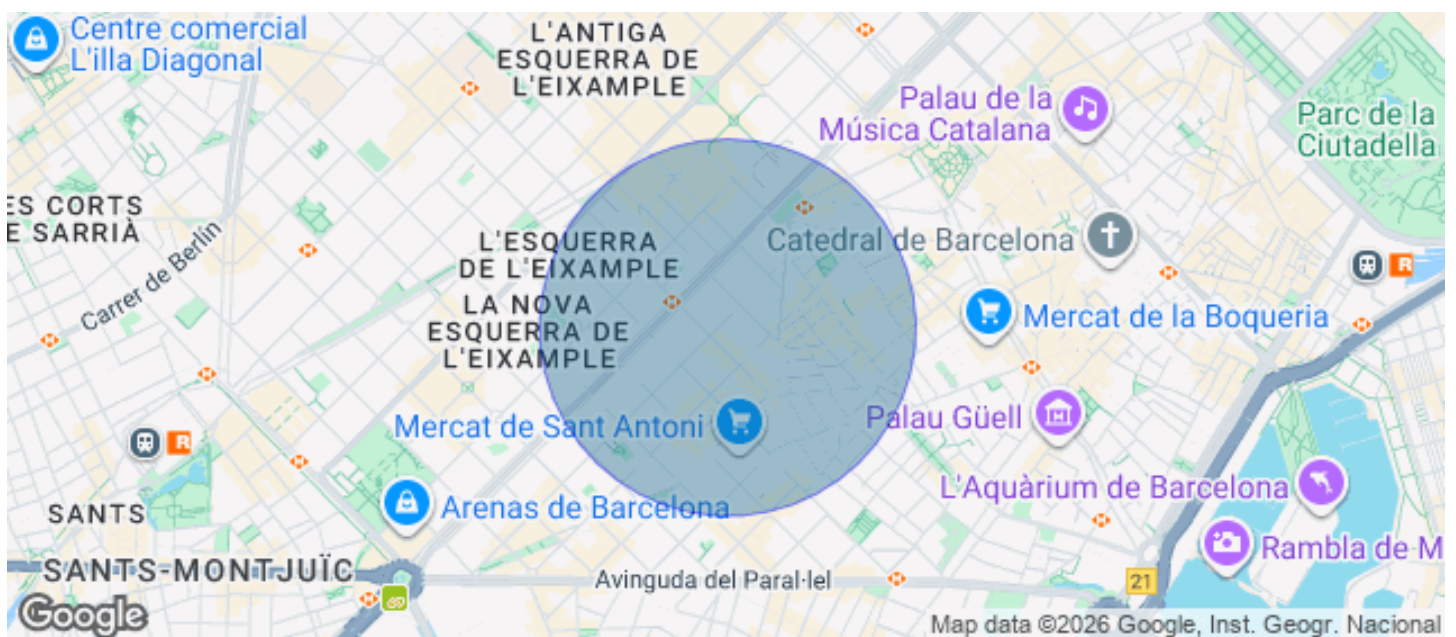 Centre comercial
L'illa Diagonal
L'ANTIGA
ESQUERRA DE
L'EIXAMPLE
Palau de la
Música Catalana
Parc de la
Ciutadella
ES CORTS
E SARRIÀ
Carrer de Berlín
L'ESQUERRA
DE L'EIXAMPLE
Catedral de Barcelona
LA NOVA
ESQUERRA DE
L'EIXAMPLE
R
Mercat de la Boqueria
Mercat de Sant Antoni
Palau Güell
R
Arenas de Barcelona
L'Aquàrium de Barcelona
SANTS
Rambla de M
SANTS-MONTJUÏC
Avinguda del Paral·lel
21
Google
Map data ©2026 Google, Inst. Geogr. Nacional